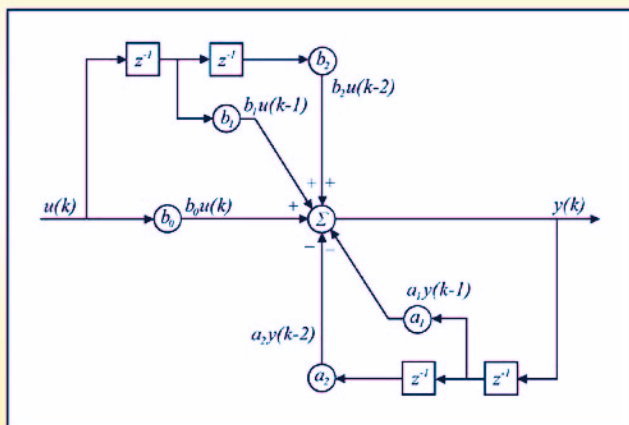 z⁻¹ z⁻¹ b₂
b₂u(k-2)
b₁ b₁u(k-1)
+ +
u(k) b₀ b₀u(k) + Σ y(k)
− −
a₁y(k-1)
a₁
a₂y(k-2)
a₂ z⁻¹ z⁻¹